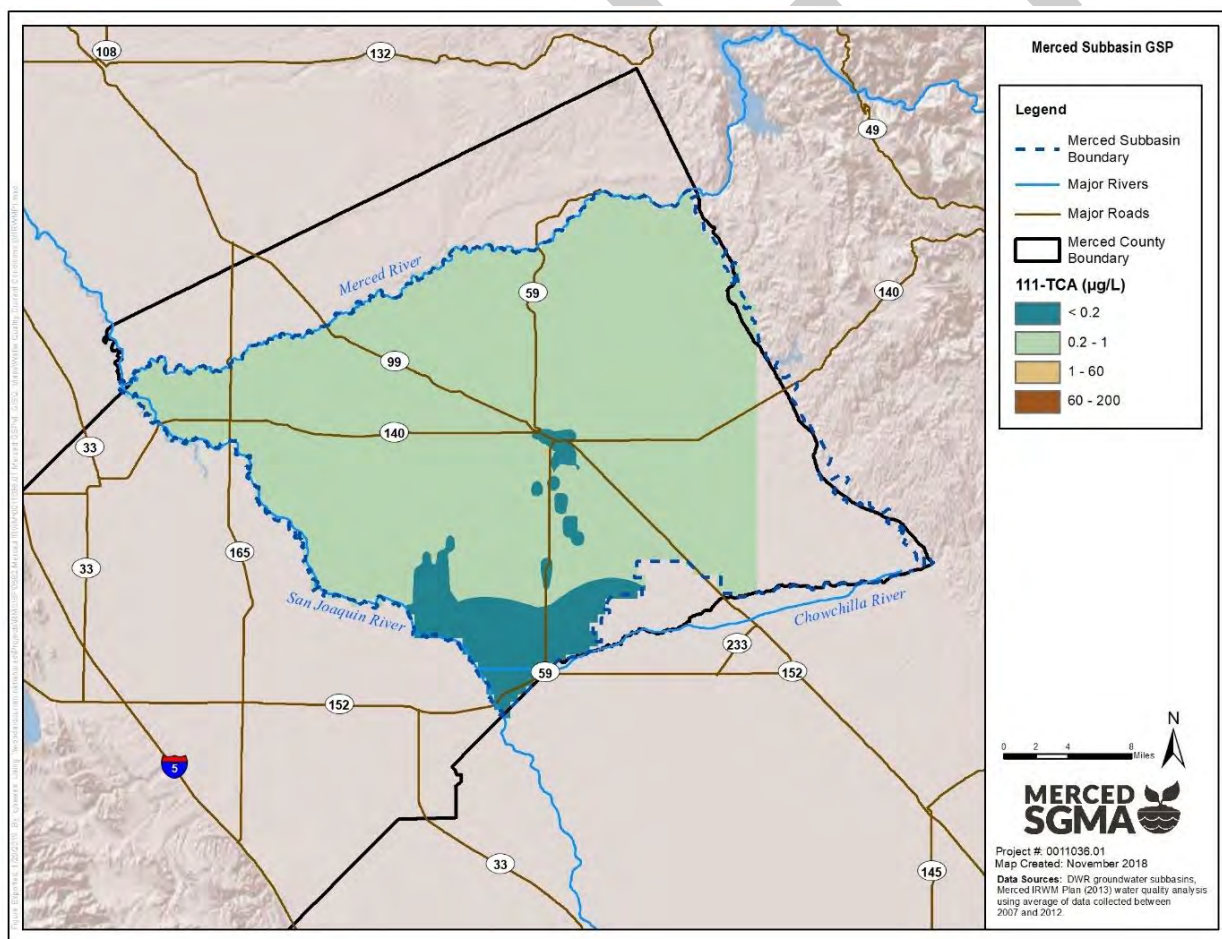 Merced Subbasin GSP
Legend
Merced Subbasin
Boundary
Major Rivers
Major Roads
Merced County
Boundary
111-TCA (µg/L)
< 0.2
0.2 - 1
1 - 60
60 - 200
108
132
49
Merced River
59
140
99
140
33
165
33
San Joaquin River
Chowchilla River
233
59
152
152
5
33
145
N
0 2 4 8
Miles
MERCED
SGMA
Project #: 0011036.01
Map Created: November 2018
Data Sources: DWR groundwater subbasins,
Merced IRWM Plan (2013) water quality analysis
using average of data collected between
2007 and 2012.